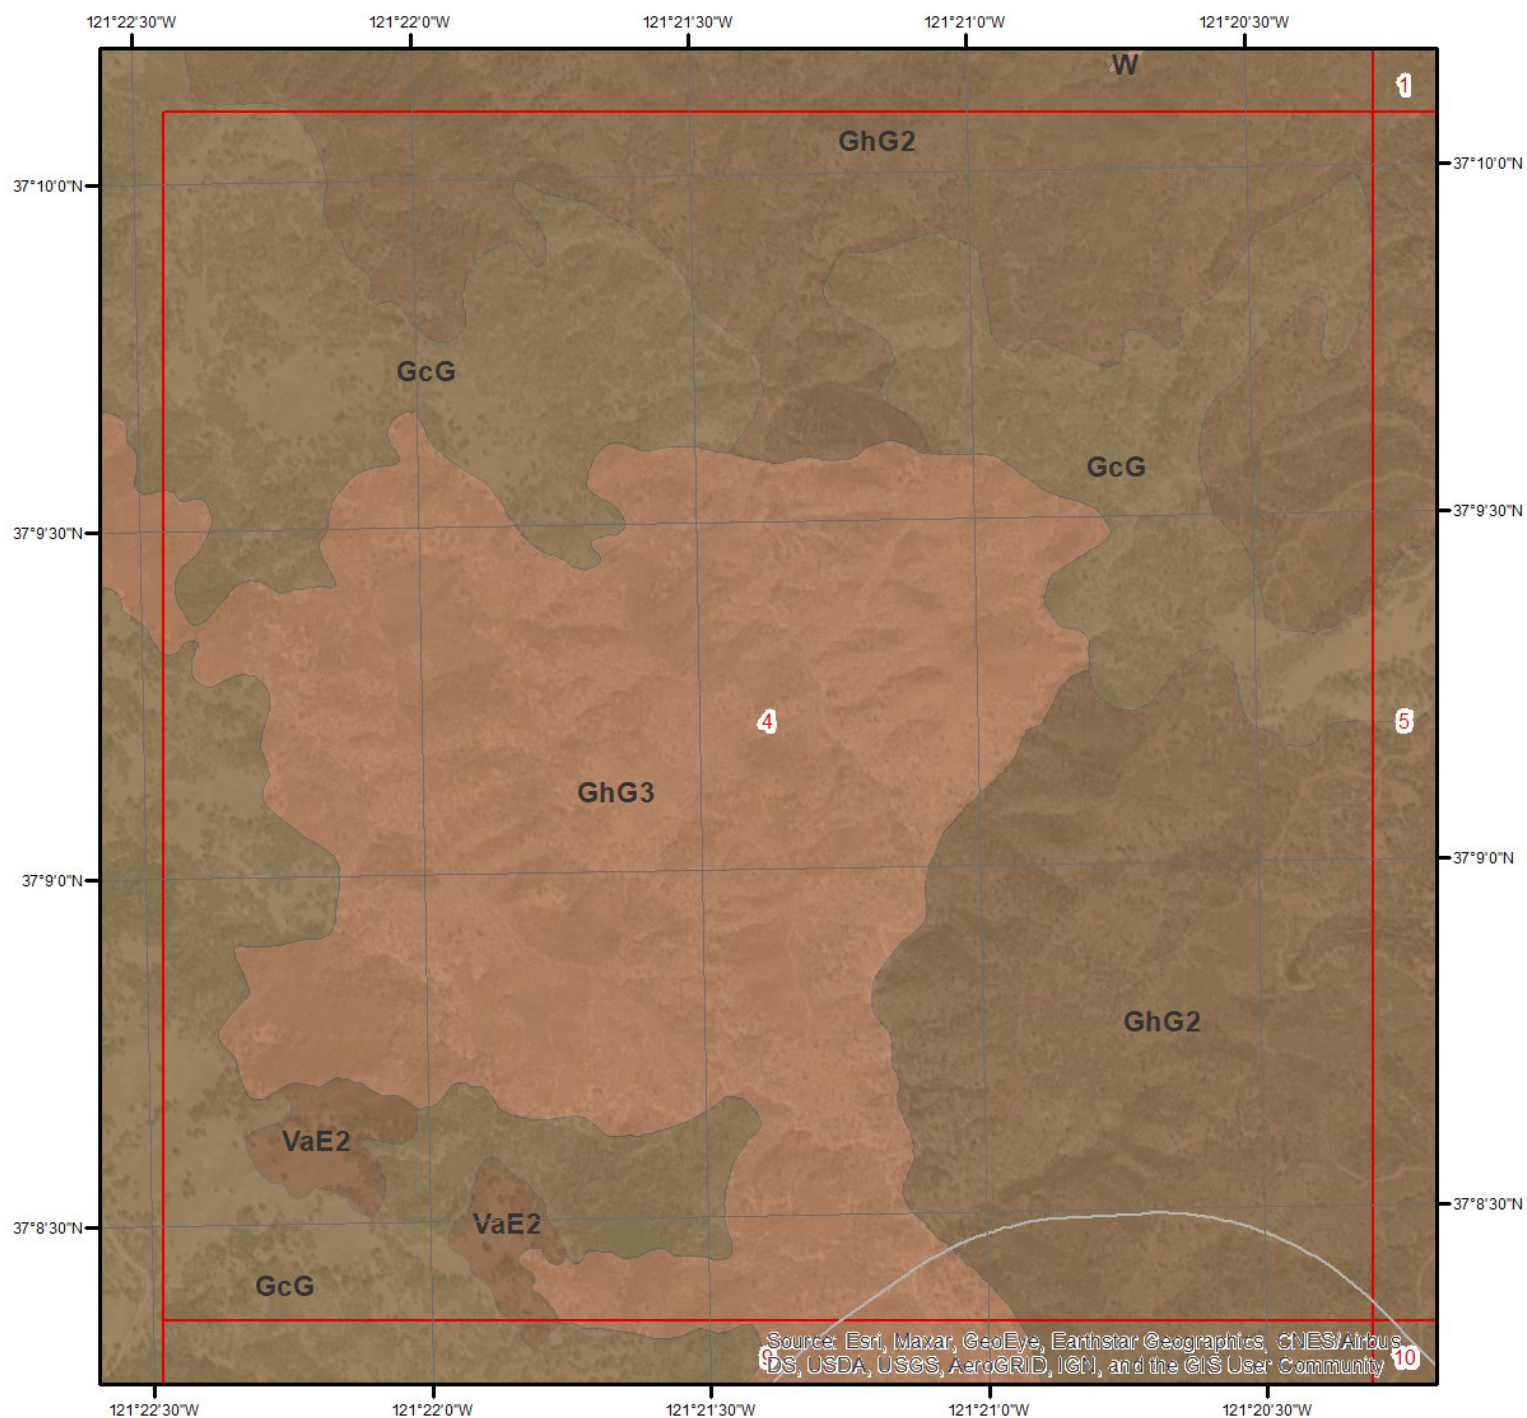 121°22'30"W 121°22'0"W 121°21'30"W 121°21'0"W 121°20'30"W
W
1
GhG2
37°10'0"N 37°10'0"N
GcG
GcG
37°9'30"N 37°9'30"N
4 5
GhG3
37°9'0"N 37°9'0"N
GhG2
VaE2
VaE2
37°8'30"N 37°8'30"N
GcG
Source: Esri, Maxar, GeoEye, Earthstar Geographics, CNES/Airbus
9 DS, USDA, USGS, AeroGRID, IGN, and the GIS User Community 10
121°22'30"W 121°22'0"W 121°21'30"W 121°21'0"W 121°20'30"W